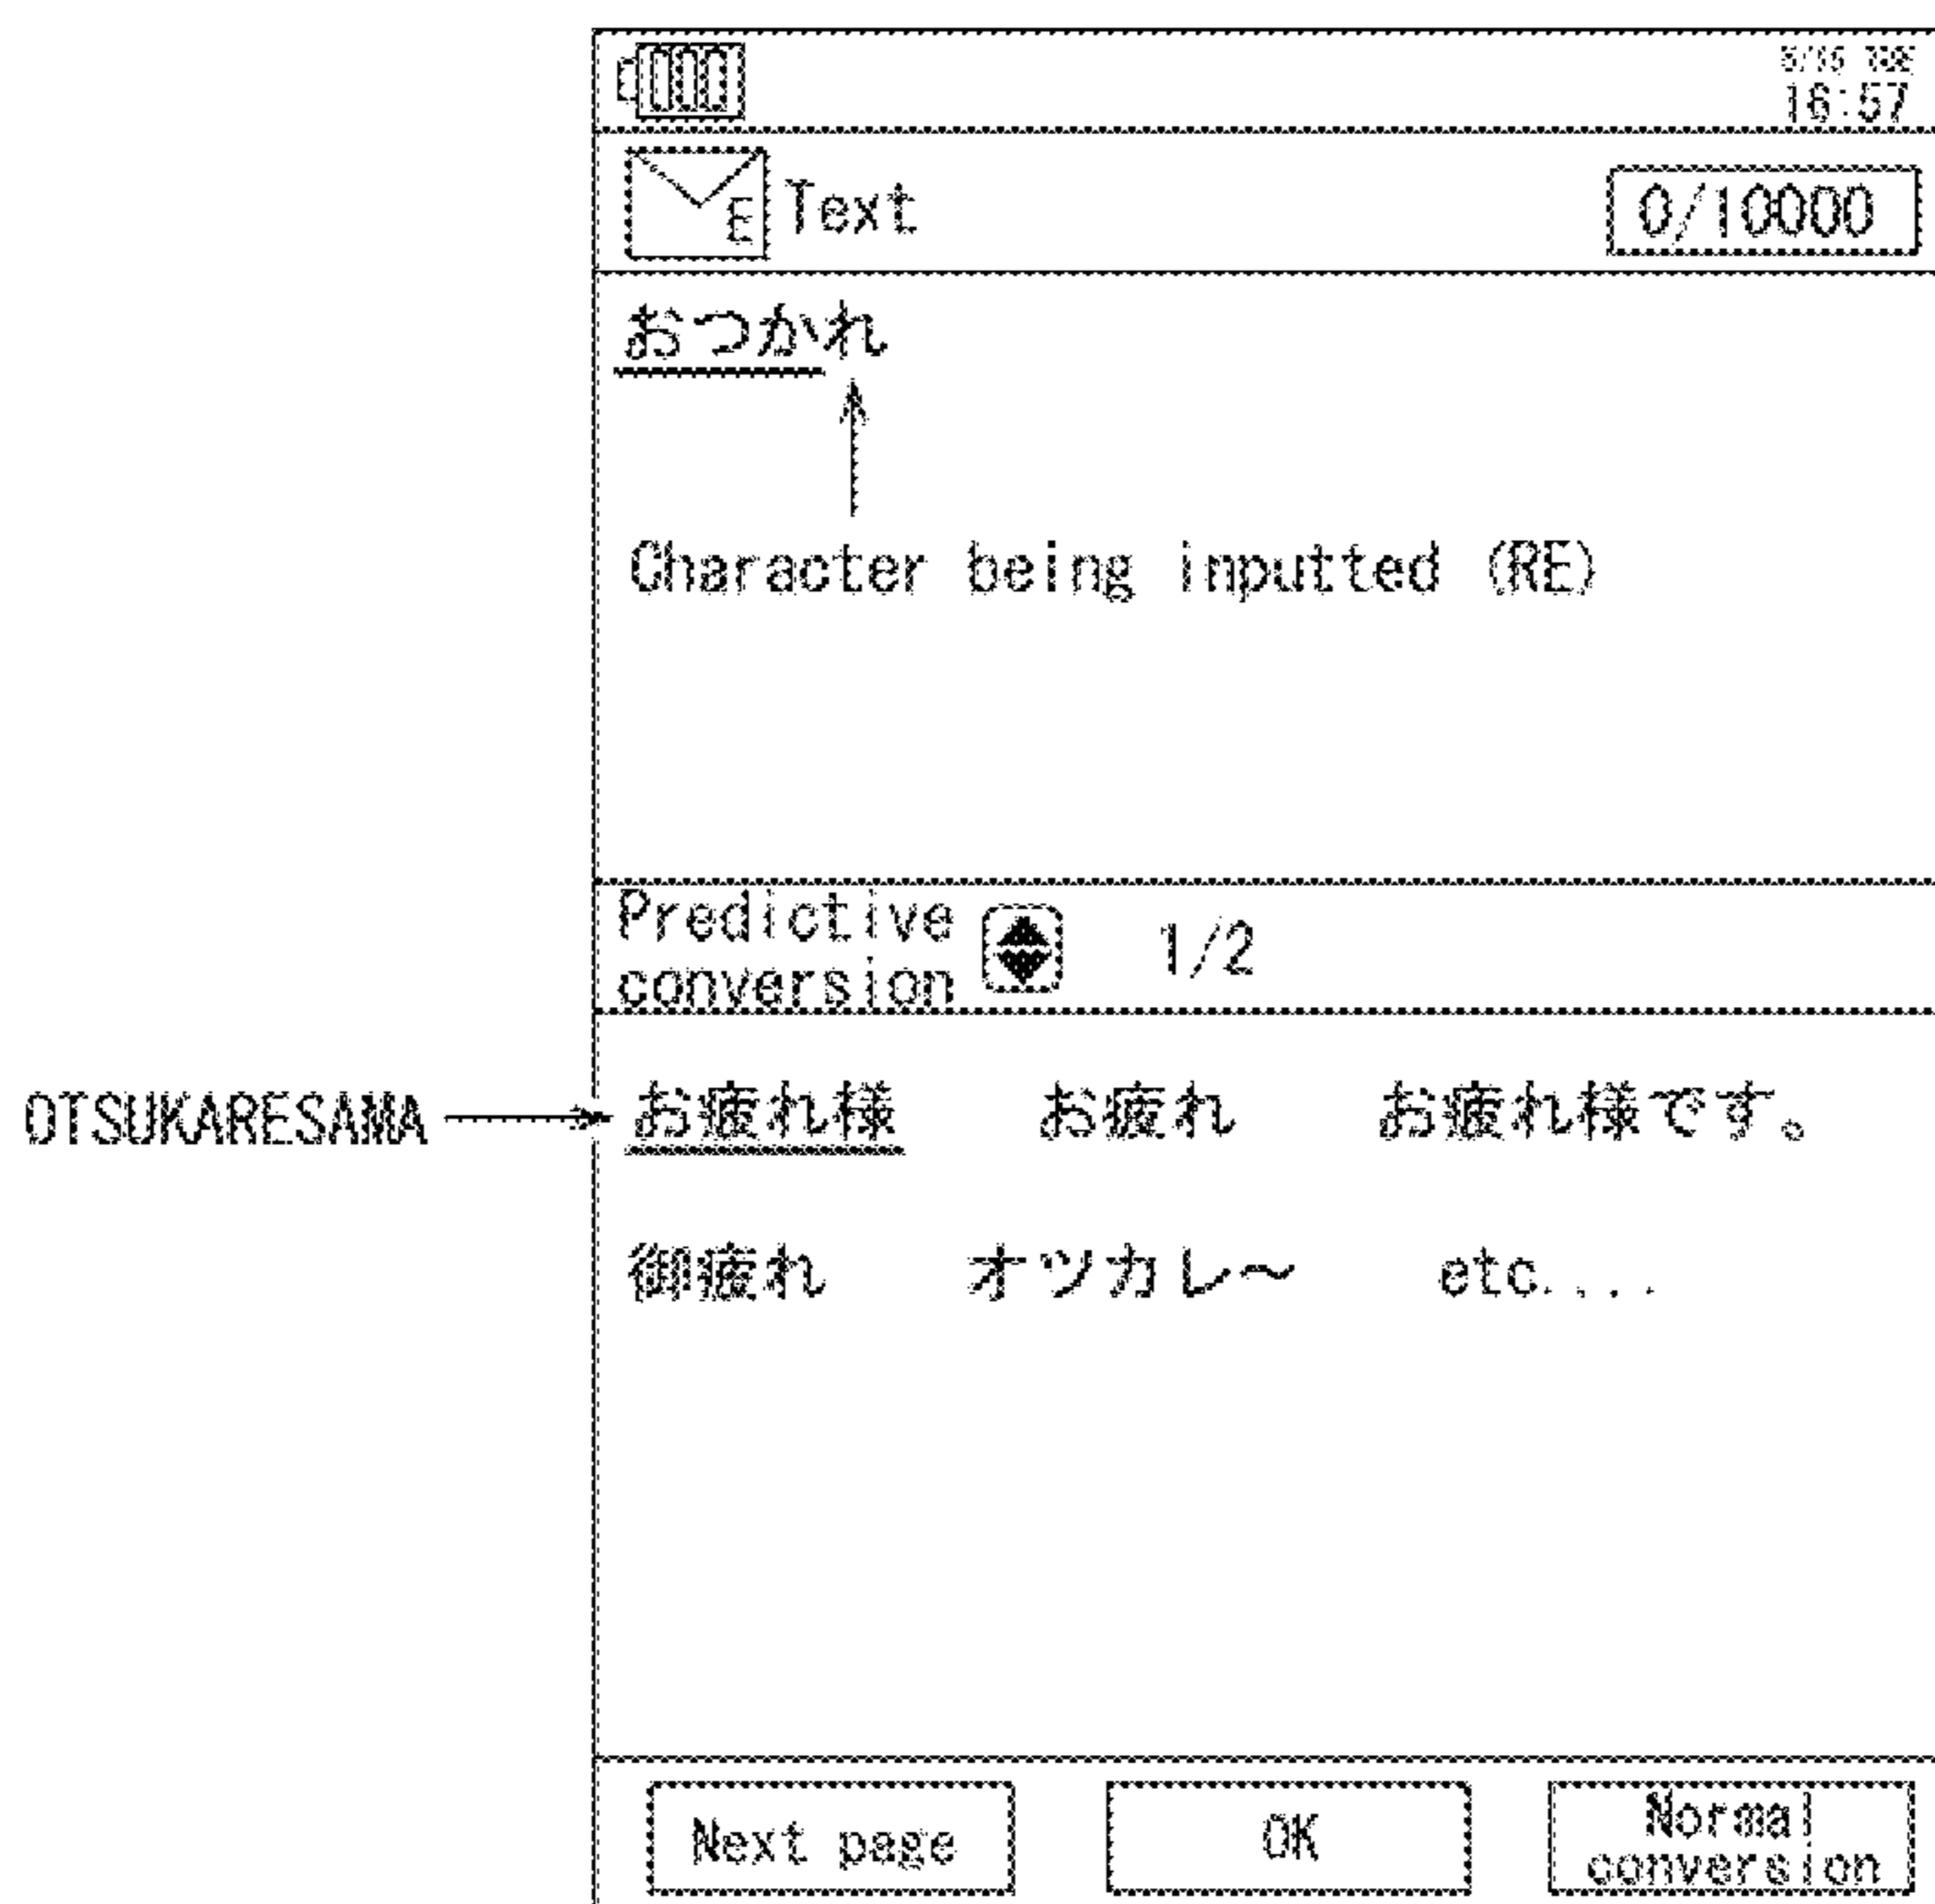 16:57
E Text 0/10000
おつかれ
Character being inputted (RE)
Predictive
conversion 1/2
OTSUKARESAMA お疲れ様 お疲れ お疲れ様です。
御疲れ オツカレ～ etc....
Next page OK Normal
conversion